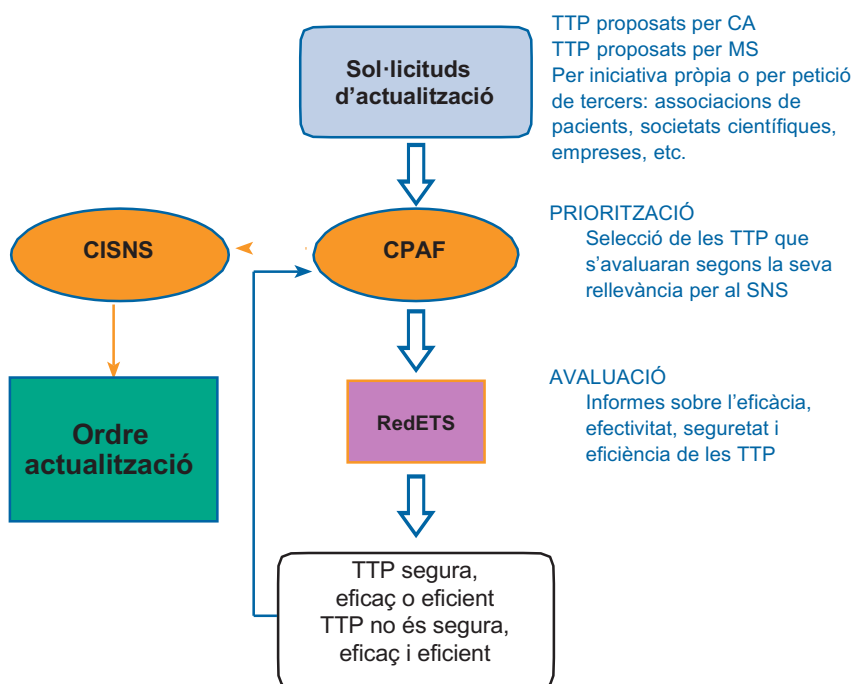 Sol·licituds
d’actualització
TTP proposats per CA
TTP proposats per MS
Per iniciativa pròpia o per petició
de tercers: associacions de
pacients, societats científiques,
empreses, etc.
CISNS
CPAF
PRIORITZACIÓ
Selecció de les TTP que
s’avaluaran segons la seva
rellevància per al SNS
Ordre
actualització
RedETS
AVALUACIÓ
Informes sobre l’eficàcia,
efectivitat, seguretat i
eficiència de les TTP
TTP segura,
eficaç o eficient
TTP no és segura,
eficaç i eficient